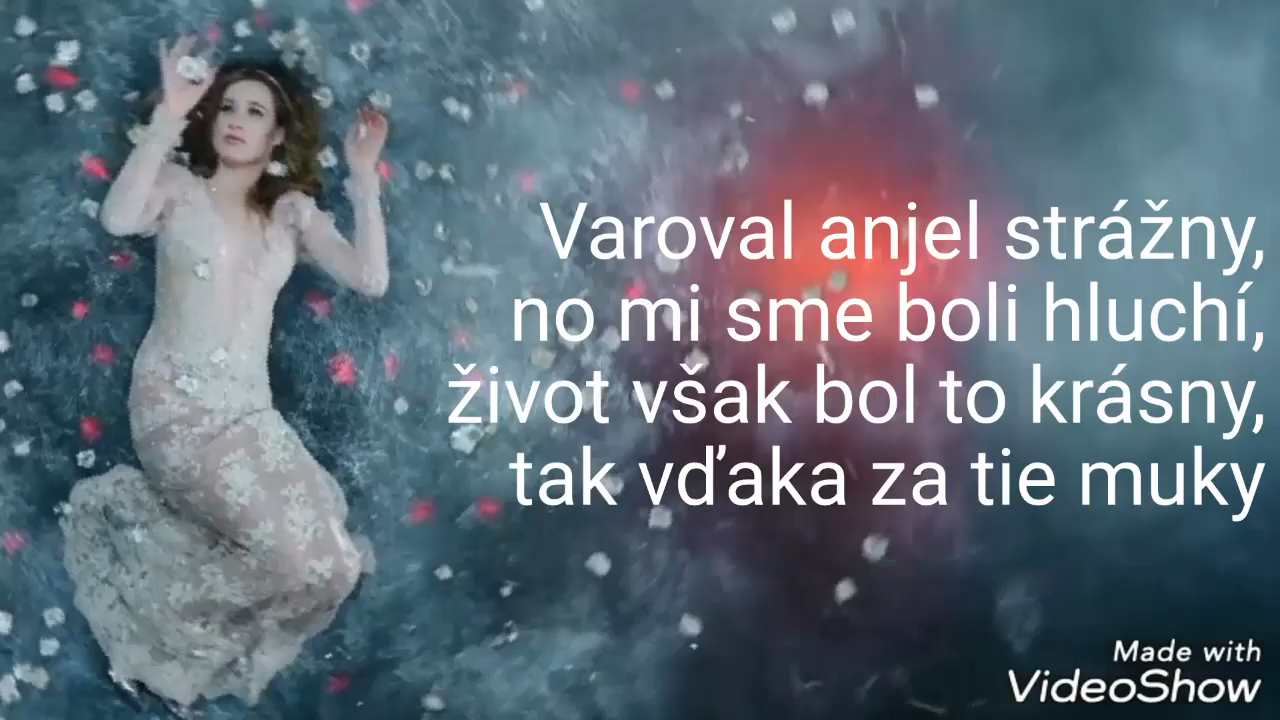 Varoval anjel strážny,
no mi sme boli hluchí,
život však bol to krásny,
tak vďaka za tie muky
Made with
VideoShow